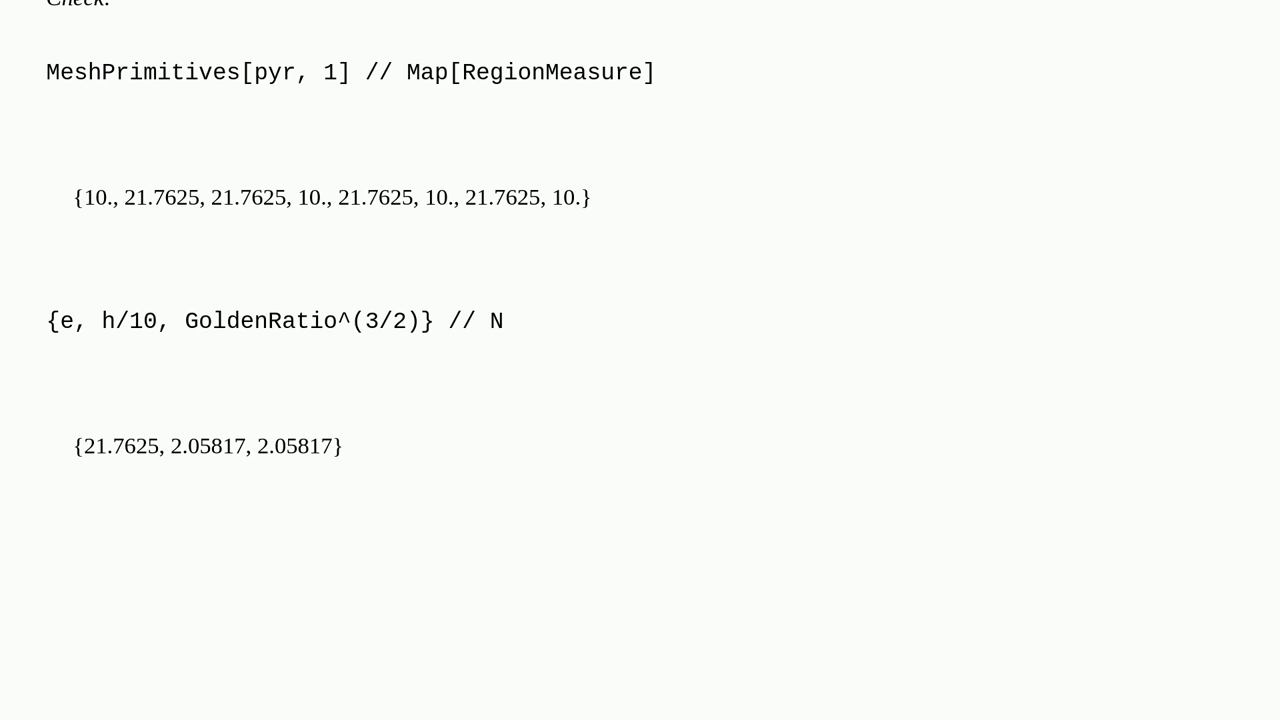 Check:
MeshPrimitives[pyr, 1] // Map[RegionMeasure]
{10., 21.7625, 21.7625, 10., 21.7625, 10., 21.7625, 10.}
{e, h/10, GoldenRatio^(3/2)} // N
{21.7625, 2.05817, 2.05817}